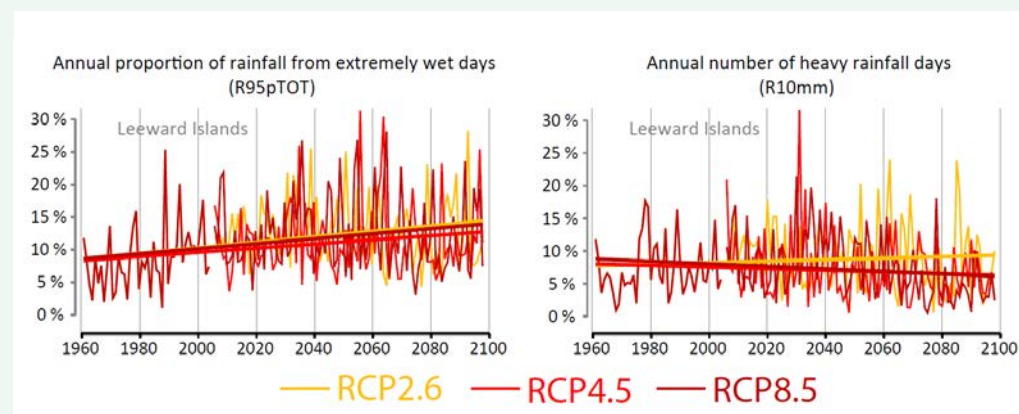 Annual proportion of rainfall from extremely wet days
(R95pTOT)
Leeward Islands
30 %
25 %
20 %
15 %
10 %
5 %
0 %
1960 1980 2000 2020 2040 2060 2080 2100
Annual number of heavy rainfall days
(R10mm)
Leeward Islands
30 %
25 %
20 %
15 %
10 %
5 %
0 %
1960 1980 2000 2020 2040 2060 2080 2100
RCP2.6 RCP4.5 RCP8.5